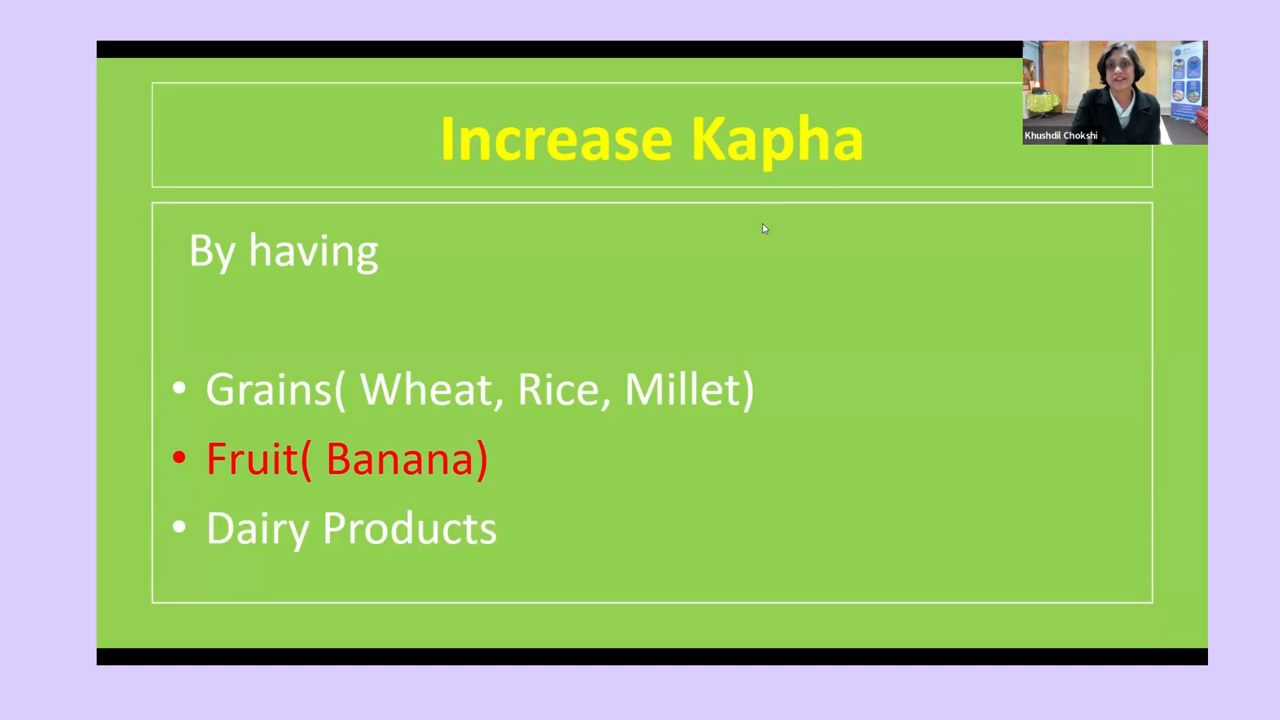 Increase Kapha
Khushdil Chokshi
By having
• Grains( Wheat, Rice, Millet)
• Fruit( Banana)
• Dairy Products